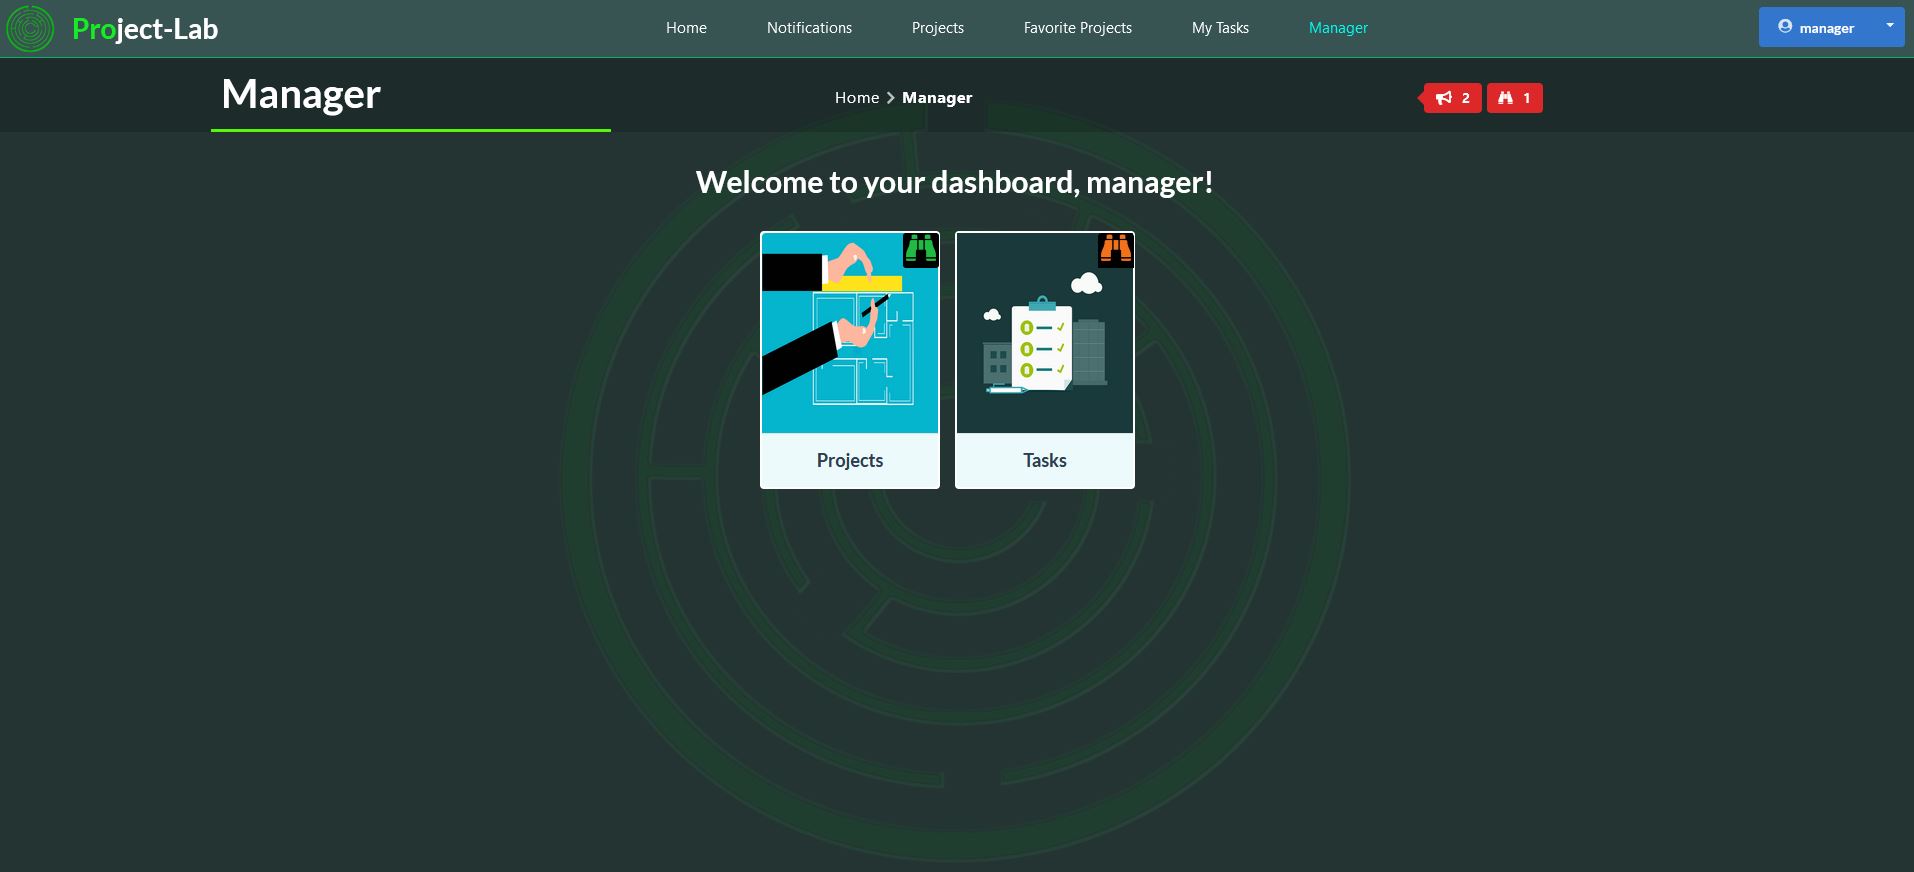 Project-Lab
Home Notifications Projects Favorite Projects My Tasks Manager
manager
Manager
Home Manager
2 1
Welcome to your dashboard, manager!
Projects Tasks